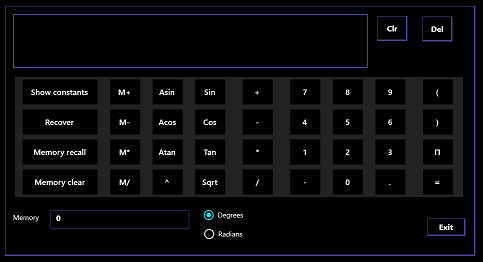 Clr Del
Show constants M+ Asin Sin + 7 8 9 (
Recover M- Acos Cos - 4 5 6 )
Memory recall M* Atan Tan * 1 2 3 П
Memory clear M/ ^ Sqrt / - 0 . =
Memory 0 Degrees
Radians
Exit